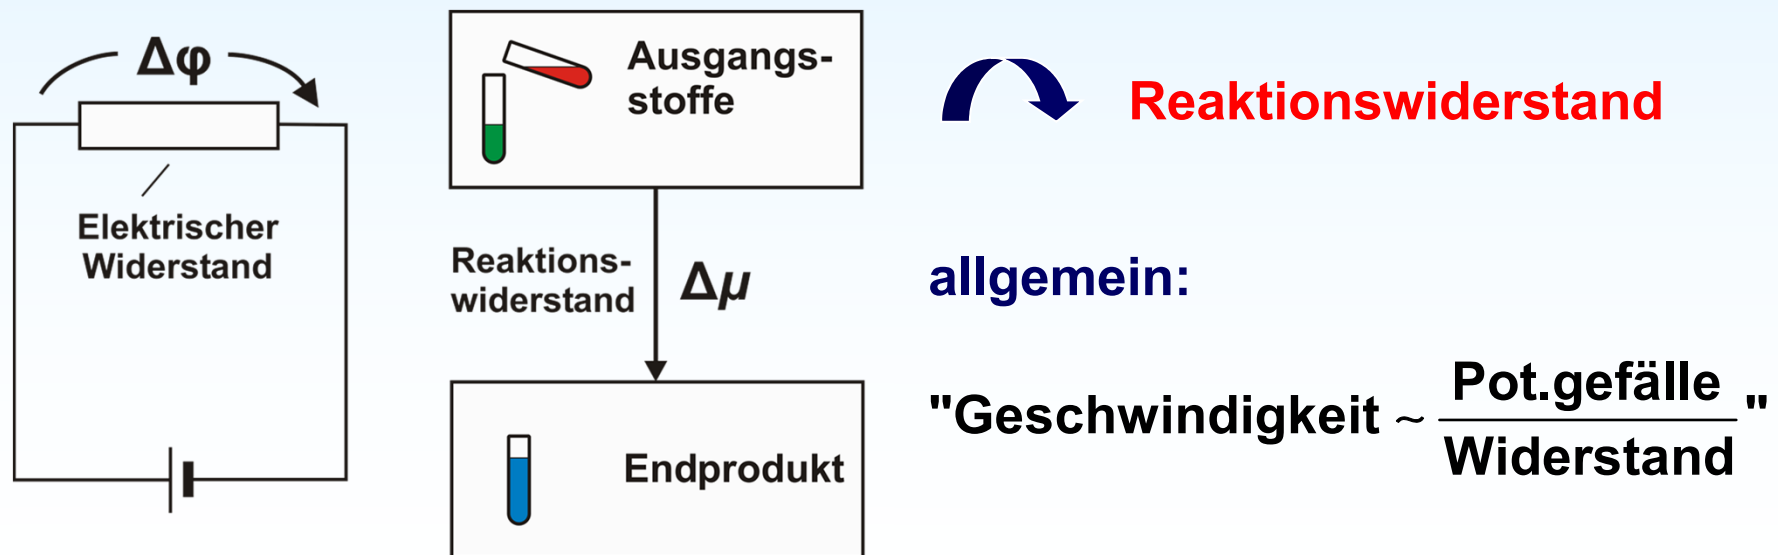 Δφ
Elektrischer
Widerstand
Ausgangs-
stoffe
Reaktions-
widerstand
Δμ
Endprodukt
Reaktionswiderstand
allgemein:
"Geschwindigkeit ~ Pot.gefälle"
Widerstand